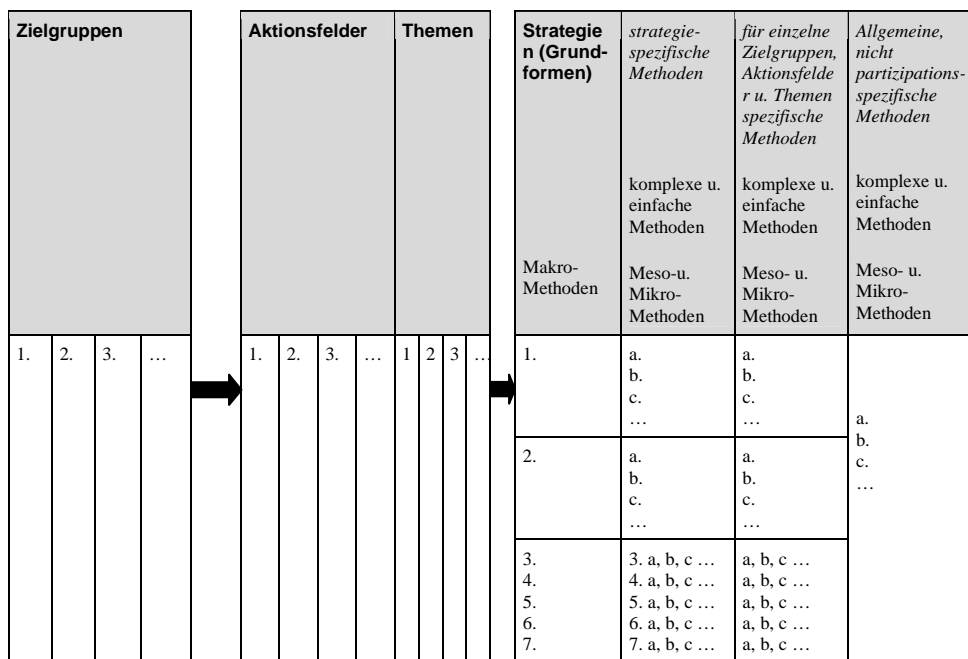 Zielgruppen
Aktionsfelder
Themen
Strategie
n (Grund-
formen)
Makro-
Methoden
strategie-
spezifische
Methoden
komplexe u.
einfache
Methoden
Meso-u.
Mikro-
Methoden
für einzelne
Zielgruppen,
Aktionsfelde
r u. Themen
spezifische
Methoden
komplexe u.
einfache
Methoden
Meso- u.
Mikro-
Methoden
Allgemeine,
nicht
partizipations-
spezifische
Methoden
komplexe u.
einfache
Methoden
Meso- u.
Mikro-
Methoden
1. 2. 3. …
1. 2. 3. …
1 2 3 …
1.
a.
b.
c.
…
a.
b.
c.
…
2.
a.
b.
c.
…
a.
b.
c.
…
3. 3. a, b, c … a, b, c …
4. 4. a, b, c … a, b, c …
5. 5. a, b, c … a, b, c …
6. 6. a, b, c … a, b, c …
7. 7. a, b, c … a, b, c …
a.
b.
c.
…